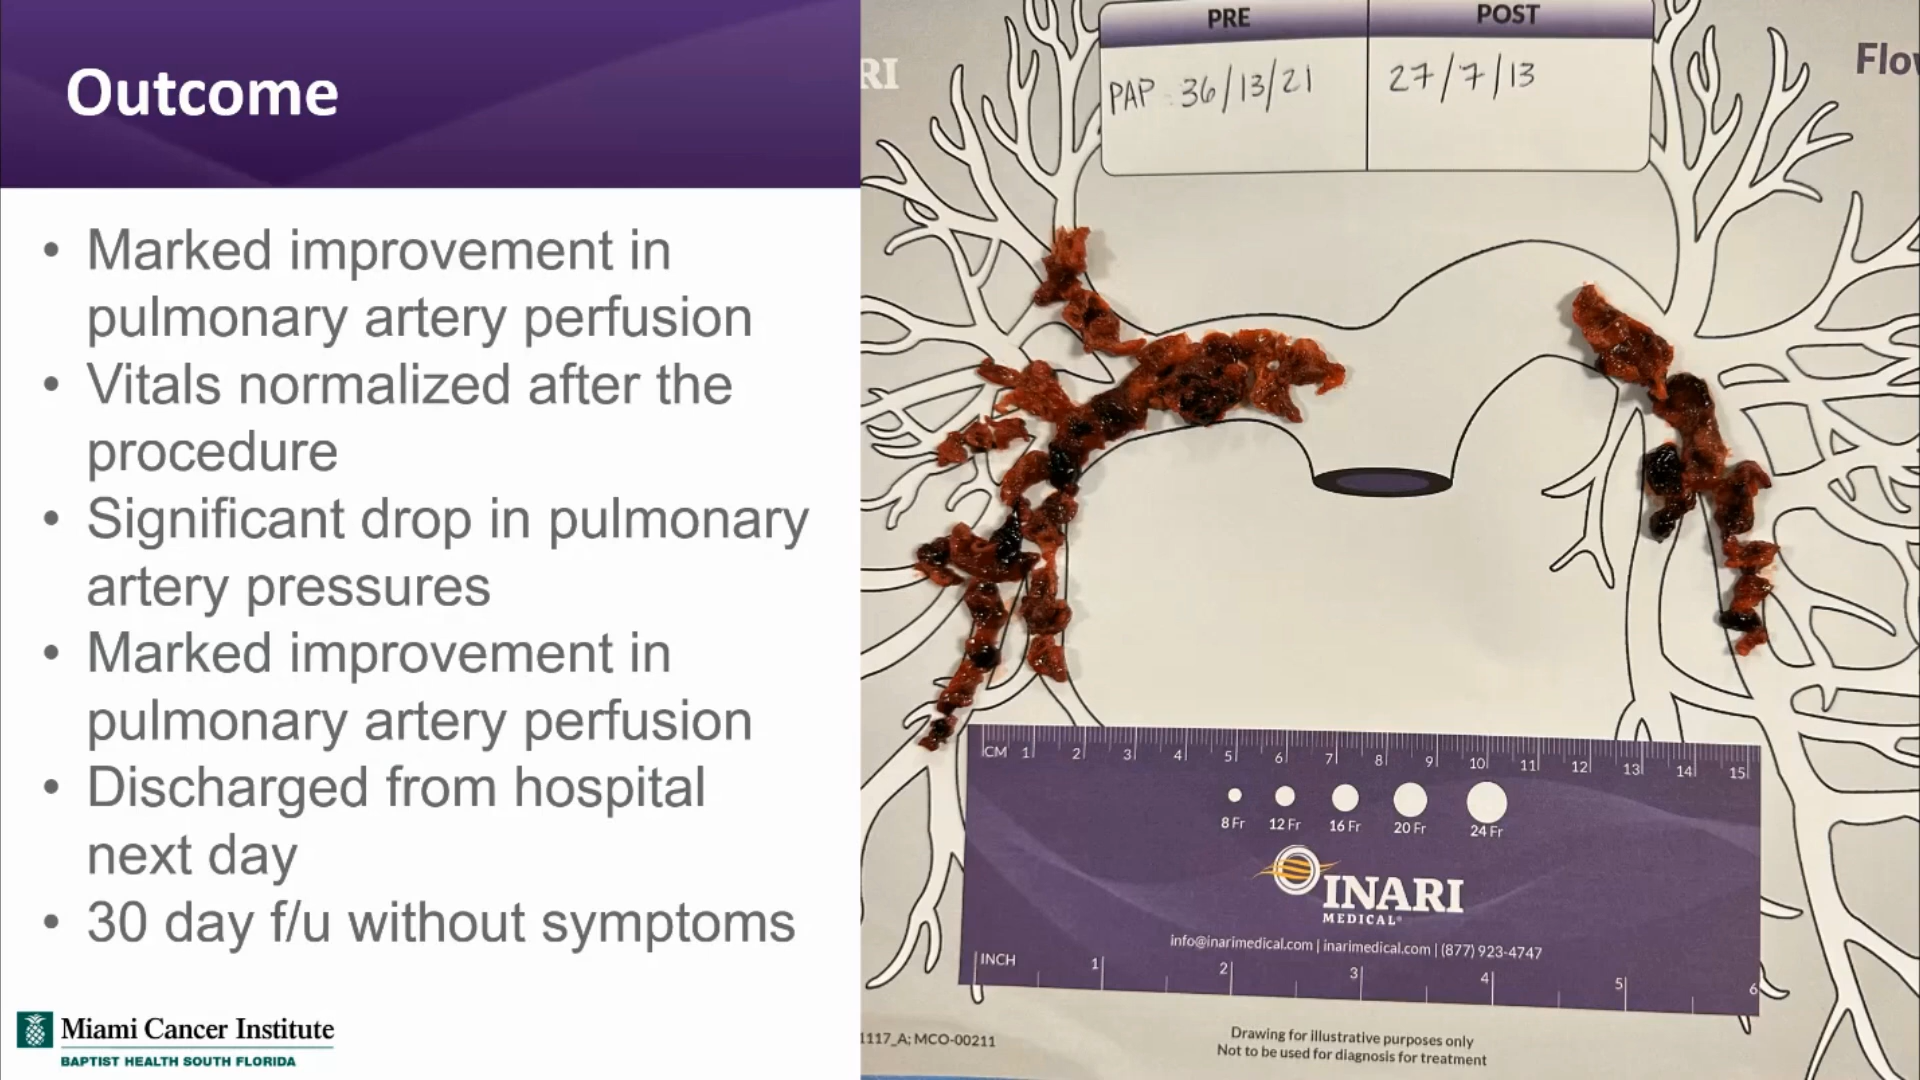 Outcome
• Marked improvement in
pulmonary artery perfusion
• Vitals normalized after the
procedure
• Significant drop in pulmonary
artery pressures
• Marked improvement in
pulmonary artery perfusion
• Discharged from hospital
next day
• 30 day f/u without symptoms
Miami Cancer Institute
BAPTIST HEALTH SOUTH FLORIDA
RI
PRE POST
PAP 36/13/21 27/7/13
Flo
CM 1 2 3 4 5 6 7 8 9 10 11 12 13 14 15
8 Fr 12 Fr 16 Fr 20 Fr 24 Fr
INARI
MEDICAL®
info@inarimedical.com | inarimedical.com | (877) 923-4747
INCH 1 2 3 4 5 6
1117_A; MCO-00211
Drawing for illustrative purposes only
Not to be used for diagnosis for treatment